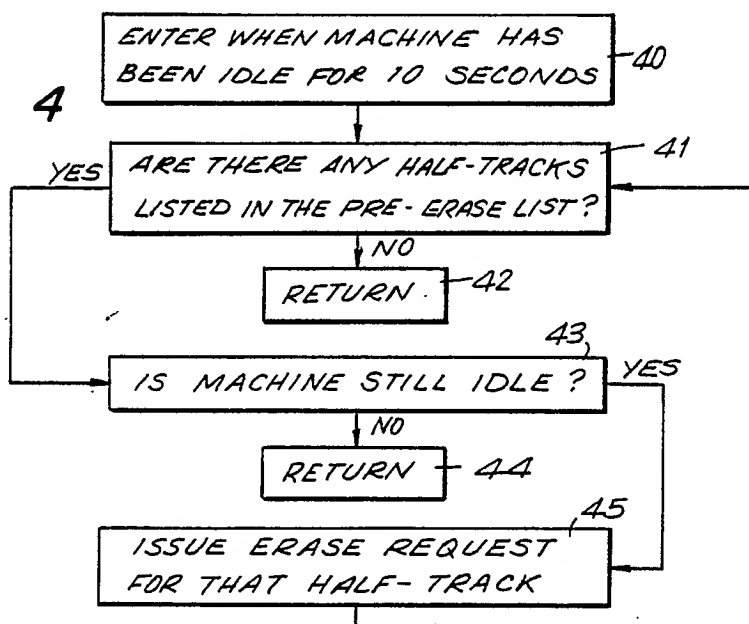 ENTER WHEN MACHINE HAS
BEEN IDLE FOR 10 SECONDS
40
4
ARE THERE ANY HALF-TRACKS
LISTED IN THE PRE-ERASE LIST?
41
YES
NO
RETURN
42
43
IS MACHINE STILL IDLE?
YES
NO
RETURN
44
45
ISSUE ERASE REQUEST
FOR THAT HALF-TRACK